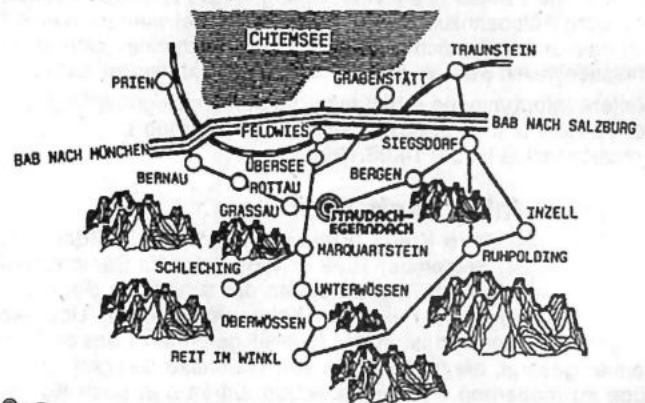 CHIEMSEE
TRAUNSTEIN
PRIEN
GRABENSTÄTT
BAB NACH SALZBURG
FELDWIES
SIEGSDORF
BAB NACH MÜNCHEN
ÜBERSEE
BERGEN
BERNAU
ROTTAU
GRASSAU
STAUDACH-
EGERNDACH
INZELL
MARQUARTSTEIN
RUHPOLDING
SCHLECHING
UNTERWÖSSEN
OBERWÖSSEN
REIT IM WINKL